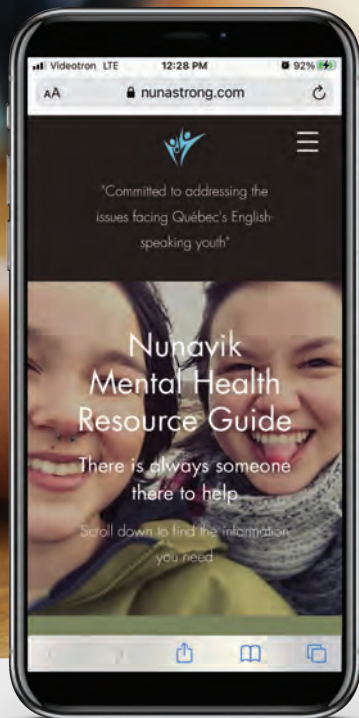 Videotron LTE 12:28 PM 92%
AA nunastrong.com
"Committed to addressing the
issues facing Québec's English-
speaking youth"
Nunavik
Mental Health
Resource Guide
There is always someone
there to help
Scroll down to find the information
you need